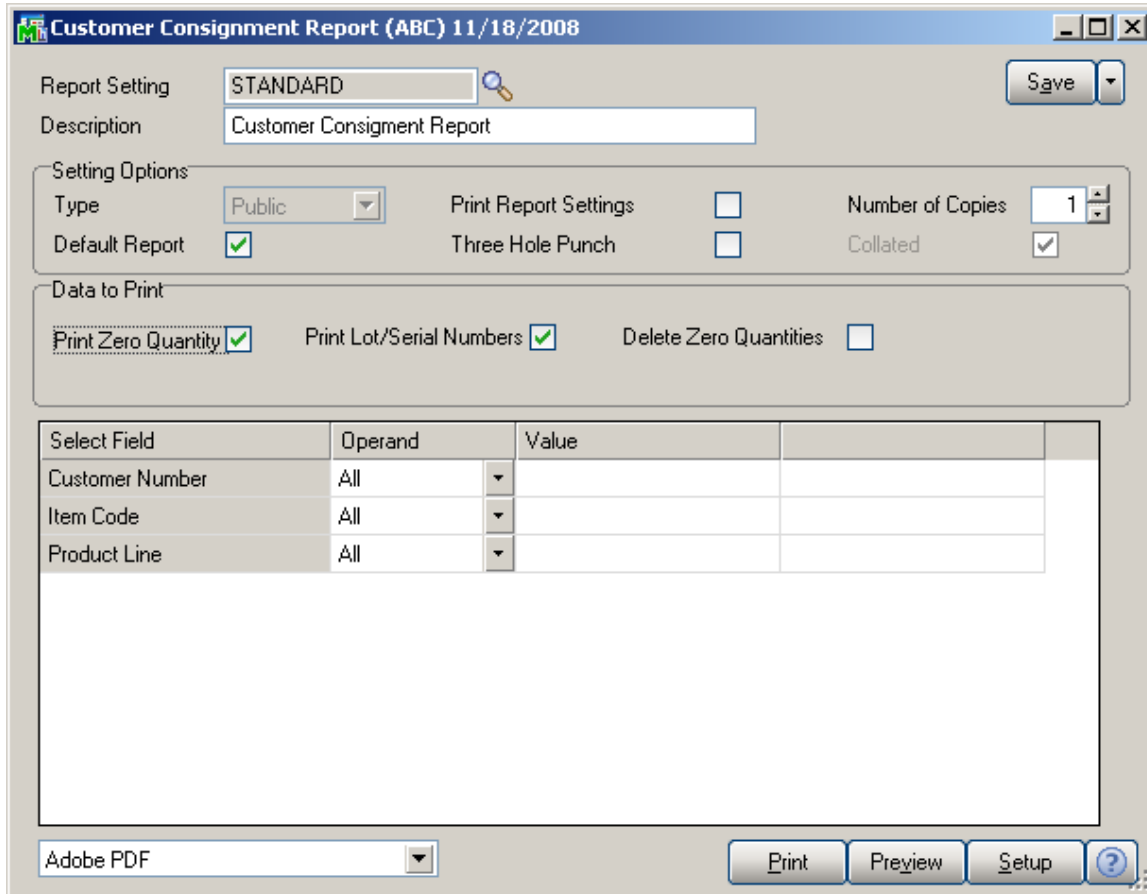 Customer Consignment Report (ABC) 11/18/2008
Report Setting STANDARD Save
Description Customer Consigment Report
Setting Options
Type Public Print Report Settings Number of Copies 1
Default Report Three Hole Punch Collated
Data to Print
Print Zero Quantity Print Lot/Serial Numbers Delete Zero Quantities
Select Field Operand Value
Customer Number All
Item Code All
Product Line All
Adobe PDF Print Preview Setup ?